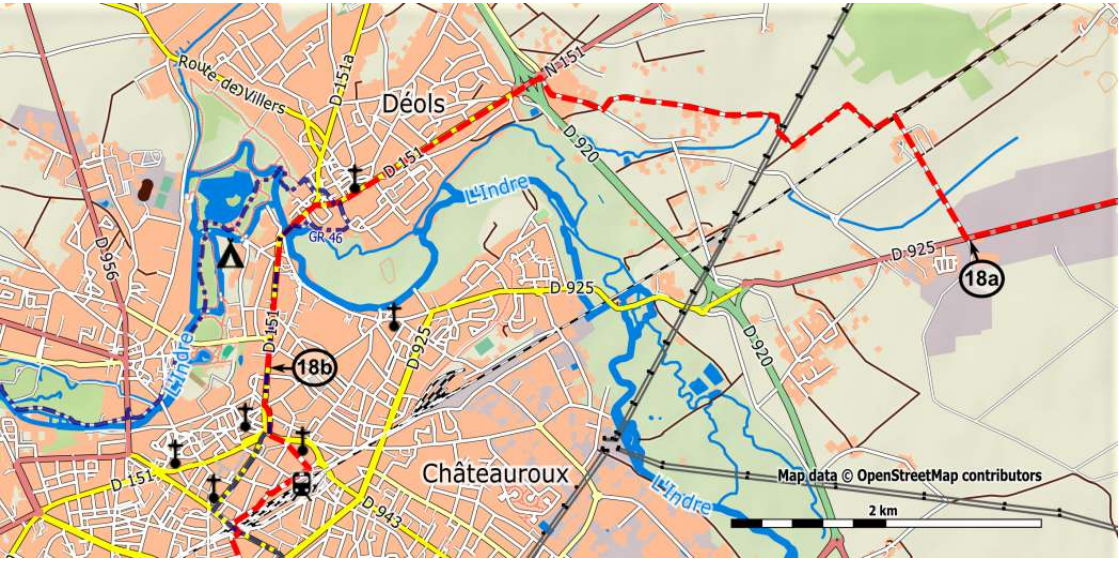 Route de Villers
D 151a
N 151
Déols
D 920
D 151
L'Indre
GR 46
D 956
D 925
18a
D 925
D 151
D 925
D 920
L'Indre
18b
Châteauroux
Map data © OpenStreetMap contributors
D 151
L'Indre
2 km
D 943